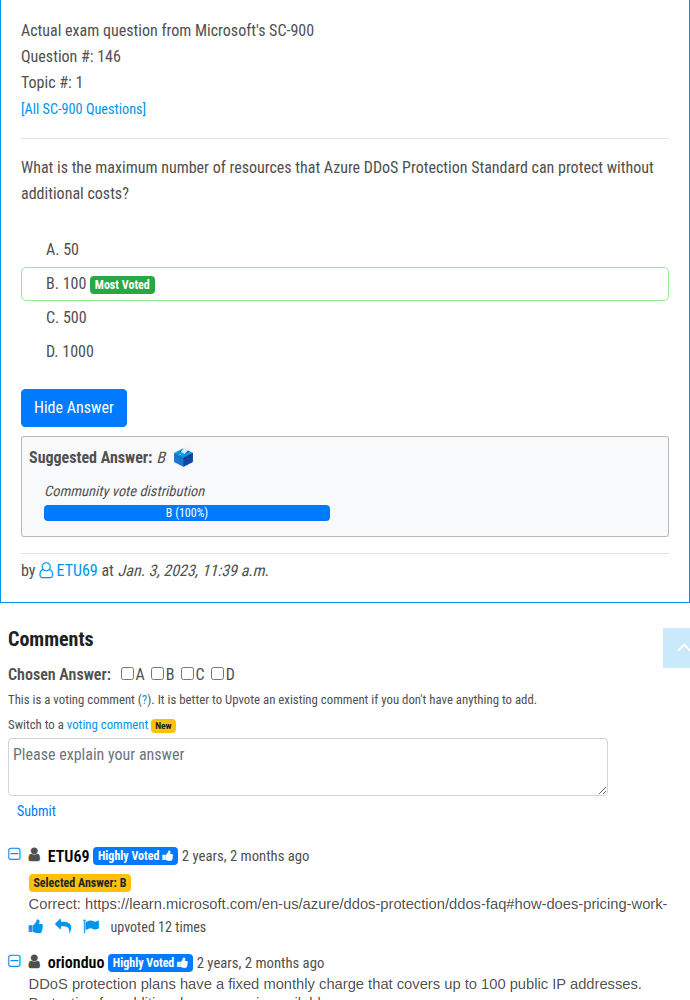 Actual exam question from Microsoft's SC-900
Question #: 146
Topic #: 1
[All SC-900 Questions]
What is the maximum number of resources that Azure DDoS Protection Standard can protect without
additional costs?
A. 50
B. 100 Most Voted
C. 500
D. 1000
Hide Answer
Suggested Answer: B
Community vote distribution
B (100%)
by ETU69 at Jan. 3, 2023, 11:39 a.m.
Comments
Chosen Answer: A B C D
This is a voting comment (?). It is better to Upvote an existing comment if you don't have anything to add.
Switch to a voting comment New
Please explain your answer
Submit
ETU69 Highly Voted 2 years, 2 months ago
Selected Answer: B
Correct: https://learn.microsoft.com/en-us/azure/ddos-protection/ddos-faq#how-does-pricing-work-
upvoted 12 times
orionduo Highly Voted 2 years, 2 months ago
DDoS protection plans have a fixed monthly charge that covers up to 100 public IP addresses.